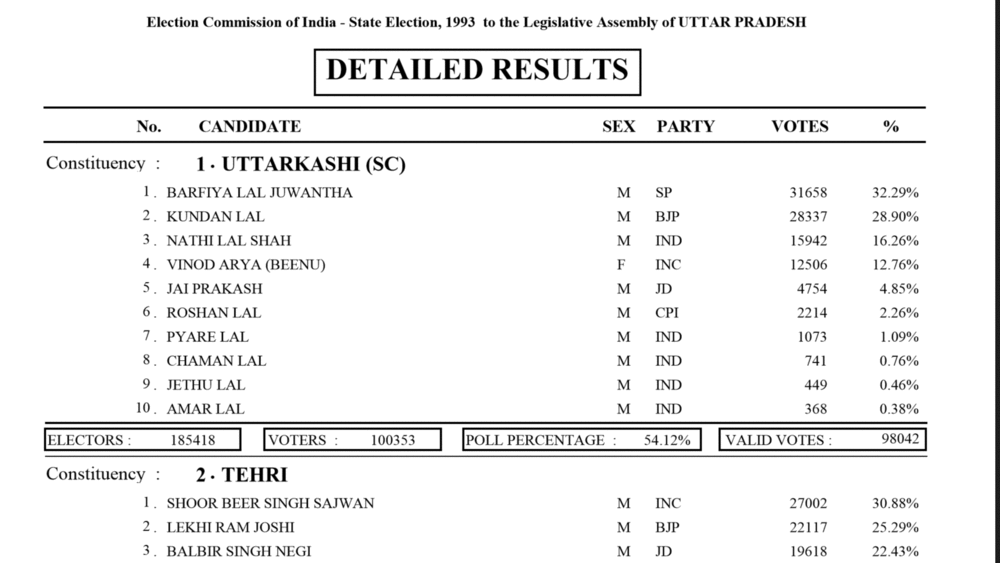 Election Commission of India - State Election, 1993 to the Legislative Assembly of UTTAR PRADESH
DETAILED RESULTS
No. CANDIDATE SEX PARTY VOTES %
Constituency : 1 . UTTARKASHI (SC)
1 . BARFIYA LAL JUWANTHA M SP 31658 32.29%
2 . KUNDAN LAL M BJP 28337 28.90%
3 . NATHI LAL SHAH M IND 15942 16.26%
4 . VINOD ARYA (BEENU) F INC 12506 12.76%
5 . JAI PRAKASH M JD 4754 4.85%
6 . ROSHAN LAL M CPI 2214 2.26%
7 . PYARE LAL M IND 1073 1.09%
8 . CHAMAN LAL M IND 741 0.76%
9 . JETHU LAL M IND 449 0.46%
10 . AMAR LAL M IND 368 0.38%
ELECTORS : 185418 VOTERS : 100353 POLL PERCENTAGE : 54.12% VALID VOTES : 98042
Constituency : 2 . TEHRI
1 . SHOOR BEER SINGH SAJWAN M INC 27002 30.88%
2 . LEKHI RAM JOSHI M BJP 22117 25.29%
3 . BALBIR SINGH NEGI M JD 19618 22.43%